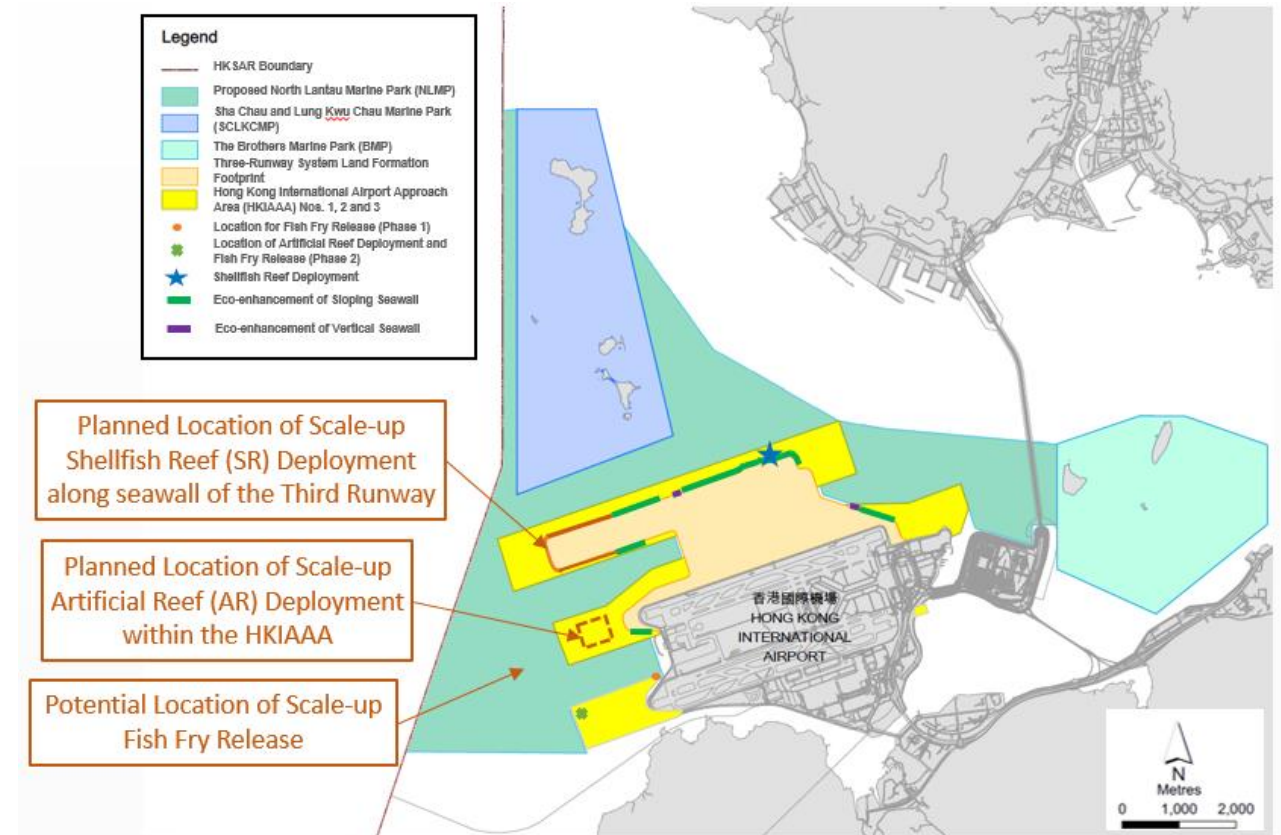 Legend
HKSAR Boundary
Proposed North Lantau Marine Park (NLMP)
Sha Chau and Lung Kwu Chau Marine Park
(SCLKCMP)
The Brothers Marine Park (BMP)
Three-Runway System Land Formation
Footprint
Hong Kong International Airport Approach
Area (HKIAAA) Nos. 1, 2 and 3
Location for Fish Fry Release (Phase 1)
Location of Artificial Reef Deployment and
Fish Fry Release (Phase 2)
Shellfish Reef Deployment
Eco-enhancement of Sloping Seawall
Eco-enhancement of Vertical Seawall
Planned Location of Scale-up
Shellfish Reef (SR) Deployment
along seawall of the Third Runway
Planned Location of Scale-up
Artificial Reef (AR) Deployment
within the HKIAAA
Potential Location of Scale-up
Fish Fry Release
香港國際機場
HONG KONG
INTERNATIONAL
AIRPORT
N
Metres
0 1,000 2,000